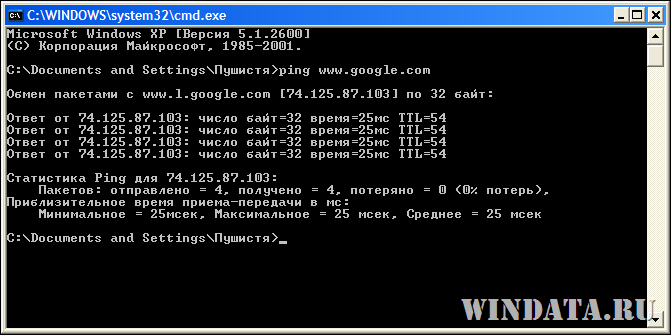 C:\WINDOWS\system32\cmd.exe
Microsoft Windows XP [Версия 5.1.2600]
(С) Корпорация Майкрософт, 1985-2001.
C:\Documents and Settings\Пушистя>ping www.google.com
Обмен пакетами с www.l.google.com [74.125.87.103] по 32 байт:
Ответ от 74.125.87.103: число байт=32 время=25мс TTL=54
Ответ от 74.125.87.103: число байт=32 время=25мс TTL=54
Ответ от 74.125.87.103: число байт=32 время=25мс TTL=54
Ответ от 74.125.87.103: число байт=32 время=25мс TTL=54
Статистика Ping для 74.125.87.103:
Пакетов: отправлено = 4, получено = 4, потеряно = 0 (0% потерь),
Приблизительное время приема-передачи в мс:
Минимальное = 25мсек, Максимальное = 25 мсек, Среднее = 25 мсек
C:\Documents and Settings\Пушистя>_
WINDATA.RU